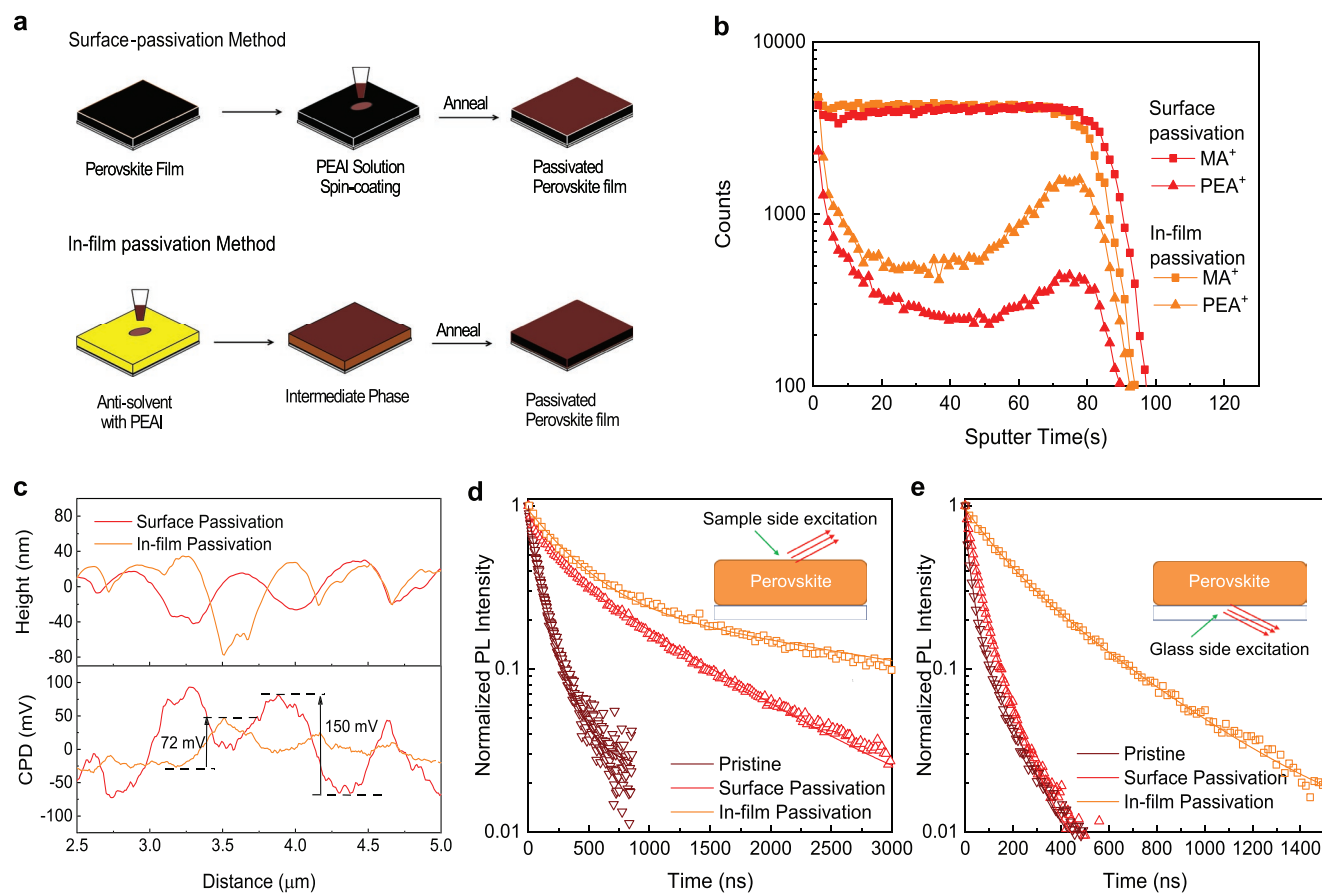 a
Surface-passivation Method
Anneal
Perovskite Film
PEAI Solution
Spin-coating
Passivated
Perovskite film
In-film passivation Method
Anneal
Anti-solvent
with PEAI
Intermediate Phase
Passivated
Perovskite film
b
10000
1000
100
Counts
0 20 40 60 80 100 120
Sputter Time(s)
Surface
passivation
MA⁺
PEA⁺
In-film
passivation
MA⁺
PEA⁺
c
Surface Passivation
In-film Passivation
80
40
0
-40
-80
Height (nm)
100
50
0
-50
-100
CPD (mV)
72 mV
150 mV
2.5 3.0 3.5 4.0 4.5 5.0
Distance (μm)
d
1
0.1
0.01
Normalized PL Intensity
Sample side excitation
Perovskite
Pristine
Surface Passivation
In-film Passivation
0 500 1000 1500 2000 2500 3000
Time (ns)
e
1
0.1
0.01
Normalized PL Intensity
Perovskite
Glass side excitation
Pristine
Surface Passivation
In-film Passivation
0 200 400 600 800 1000 1200 1400
Time (ns)